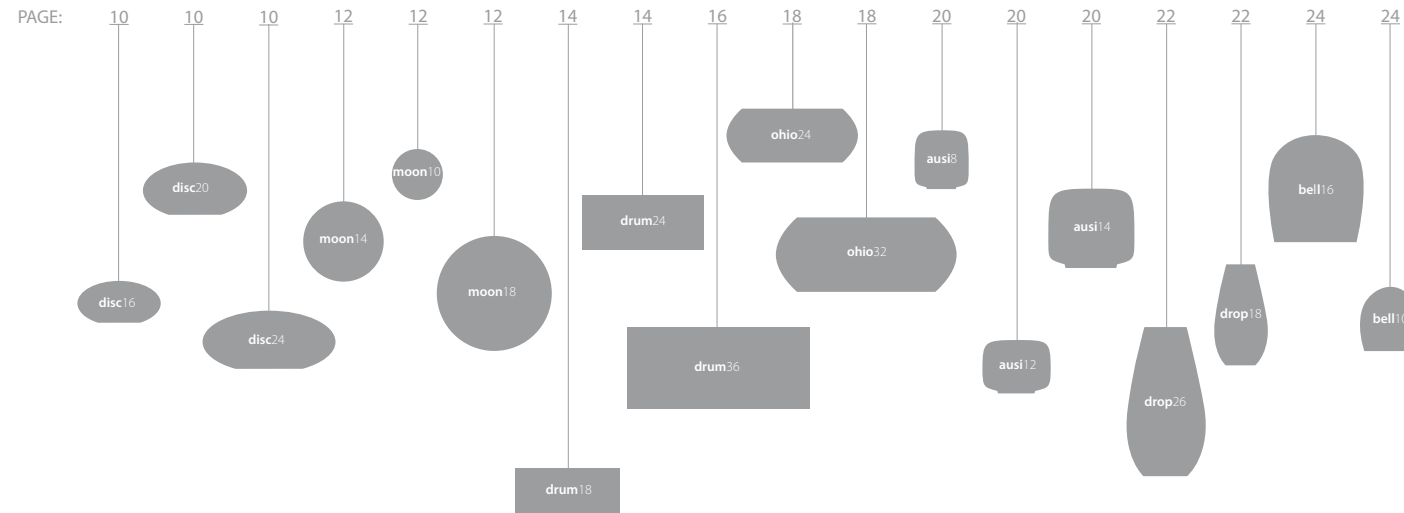 PAGE: 10 10 10 12 12 12 14 14 16 18 18 20 20 20 22 22 24 24
ohio24
ausi8
moon10
bell16
disc20
drum24
ausi14
moon14
ohio32
moon18
disc16
drop18
bell10
disc24
drum36
ausi12
drop26
drum18